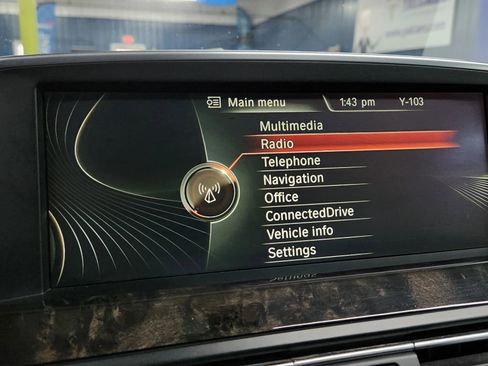 Main menu 1:43 pm Y-103
Multimedia
Radio
Telephone
Navigation
Office
ConnectedDrive
Vehicle info
Settings